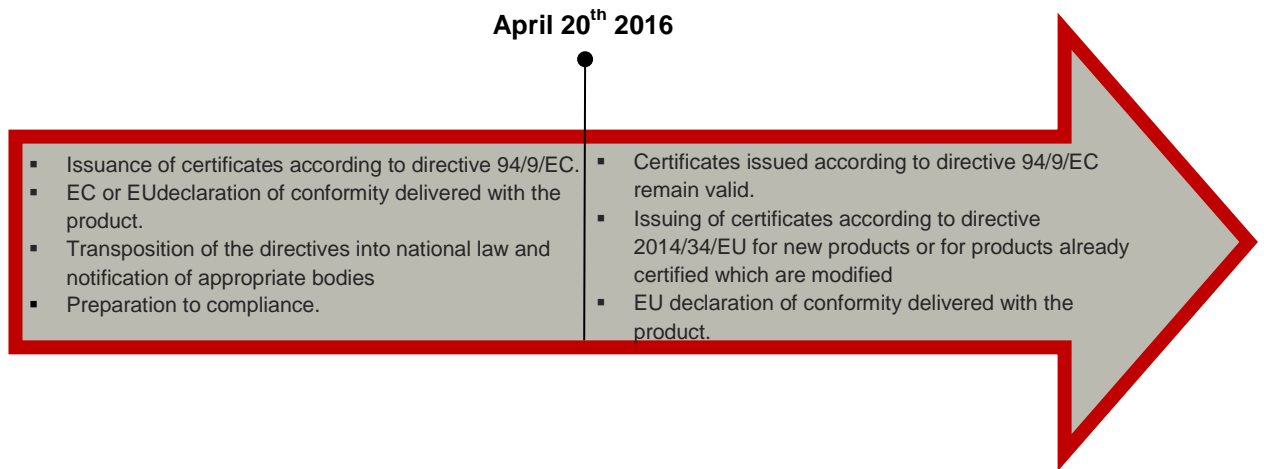 April 20th 2016
▪ Issuance of certificates according to directive 94/9/EC.
▪ EC or EUdeclaration of conformity delivered with the
product.
▪ Transposition of the directives into national law and
notification of appropriate bodies
▪ Preparation to compliance.
▪ Certificates issued according to directive 94/9/EC
remain valid.
▪ Issuing of certificates according to directive
2014/34/EU for new products or for products already
certified which are modified
▪ EU declaration of conformity delivered with the
product.